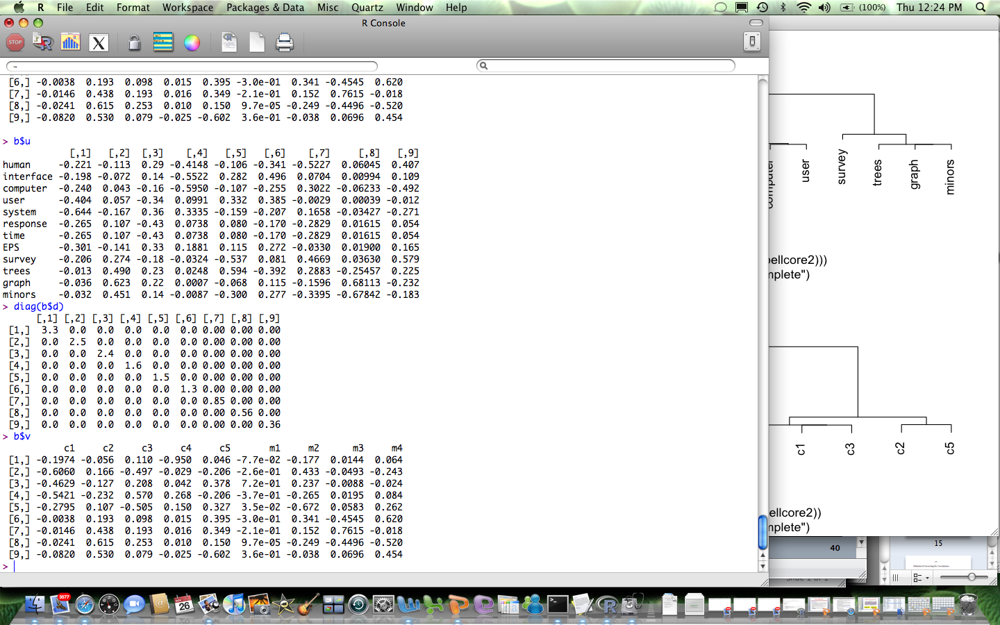 R File Edit Format Workspace Packages & Data Misc Quartz Window Help (100%) Thu 12:24 PM
R Console
STOP
~
[6,] -0.0038 0.193 0.098 0.015 0.395 -3.0e-01 0.341 -0.4545 0.620
[7,] -0.0146 0.438 0.193 0.016 0.349 -2.1e-01 0.152 0.7615 -0.018
[8,] -0.0241 0.615 0.253 0.010 0.150 9.7e-05 -0.249 -0.4496 -0.520
[9,] -0.0820 0.530 0.079 -0.025 -0.602 3.6e-01 -0.038 0.0696 0.454
> b$u
[,1] [,2] [,3] [,4] [,5] [,6] [,7] [,8] [,9]
human -0.221 -0.113 0.29 -0.4148 -0.106 -0.341 -0.5227 0.06045 0.407
interface -0.198 -0.072 0.14 -0.5522 0.282 0.496 0.0704 0.00994 0.109
computer -0.240 0.043 -0.16 -0.5950 -0.107 -0.255 0.3022 -0.06233 -0.492
user -0.404 0.057 -0.34 0.0991 0.332 0.385 -0.0029 0.00039 -0.012
system -0.644 -0.167 0.36 0.3335 -0.159 -0.207 0.1658 -0.03427 -0.271
response -0.265 0.107 -0.43 0.0738 0.080 -0.170 -0.2829 0.01615 0.054
time -0.265 0.107 -0.43 0.0738 0.080 -0.170 -0.2829 0.01615 0.054
EPS -0.301 -0.141 0.33 0.1881 0.115 0.272 -0.0330 0.01900 0.165
survey -0.206 0.274 -0.18 -0.0324 -0.537 0.081 0.4669 0.03630 0.579
trees -0.013 0.490 0.23 0.0248 0.594 -0.392 0.2883 -0.25457 0.225
graph -0.036 0.623 0.22 0.0007 -0.068 0.115 -0.1596 0.68113 -0.232
minors -0.032 0.451 0.14 -0.0087 -0.300 0.277 -0.3395 -0.67842 -0.183
> diag(b$d)
[,1] [,2] [,3] [,4] [,5] [,6] [,7] [,8] [,9]
[1,] 3.3 0.0 0.0 0.0 0.0 0.0 0.00 0.00 0.00
[2,] 0.0 2.5 0.0 0.0 0.0 0.0 0.00 0.00 0.00
[3,] 0.0 0.0 2.4 0.0 0.0 0.0 0.00 0.00 0.00
[4,] 0.0 0.0 0.0 1.6 0.0 0.0 0.00 0.00 0.00
[5,] 0.0 0.0 0.0 0.0 1.5 0.0 0.00 0.00 0.00
[6,] 0.0 0.0 0.0 0.0 0.0 1.3 0.00 0.00 0.00
[7,] 0.0 0.0 0.0 0.0 0.0 0.0 0.85 0.00 0.00
[8,] 0.0 0.0 0.0 0.0 0.0 0.0 0.00 0.56 0.00
[9,] 0.0 0.0 0.0 0.0 0.0 0.0 0.00 0.00 0.36
> b$v
c1 c2 c3 c4 c5 m1 m2 m3 m4
[1,] -0.1974 -0.056 0.110 -0.950 0.046 -7.7e-02 -0.177 0.0144 0.064
[2,] -0.6060 0.166 -0.497 -0.029 -0.206 -2.6e-01 0.433 -0.0493 -0.243
[3,] -0.4629 -0.127 0.208 0.042 0.378 7.2e-01 0.237 -0.0088 -0.024
[4,] -0.5421 -0.232 0.570 0.268 -0.206 -3.7e-01 -0.265 0.0195 0.084
[5,] -0.2795 0.107 -0.505 0.150 0.327 3.5e-02 -0.672 0.0583 0.262
[6,] -0.0038 0.193 0.098 0.015 0.395 -3.0e-01 0.341 -0.4545 0.620
[7,] -0.0146 0.438 0.193 0.016 0.349 -2.1e-01 0.152 0.7615 -0.018
[8,] -0.0241 0.615 0.253 0.010 0.150 9.7e-05 -0.249 -0.4496 -0.520
[9,] -0.0820 0.530 0.079 -0.025 -0.602 3.6e-01 -0.038 0.0696 0.454
>
computer
user
survey
trees
graph
minors
ellcore2)))
nplete")
c1
c3
c2
c5
ellcore2))
nplete")
40
15
3577
NOV
26